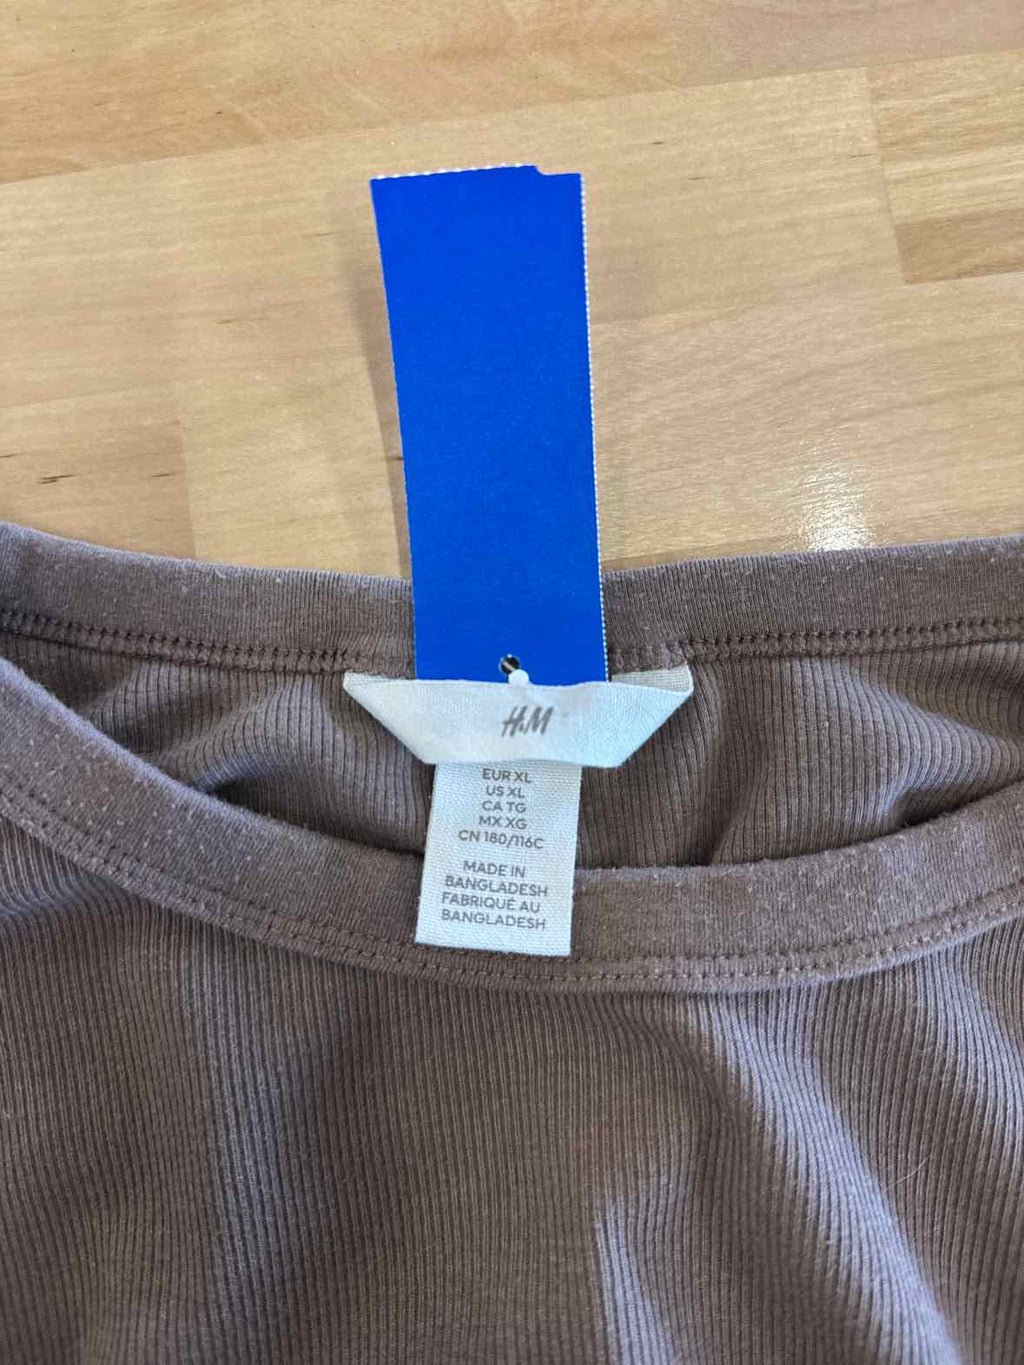 H&M
EUR XL
US XL
CA TG
MX XG
CN 180/116C
MADE IN
BANGLADESH
FABRIQUÉ AU
BANGLADESH